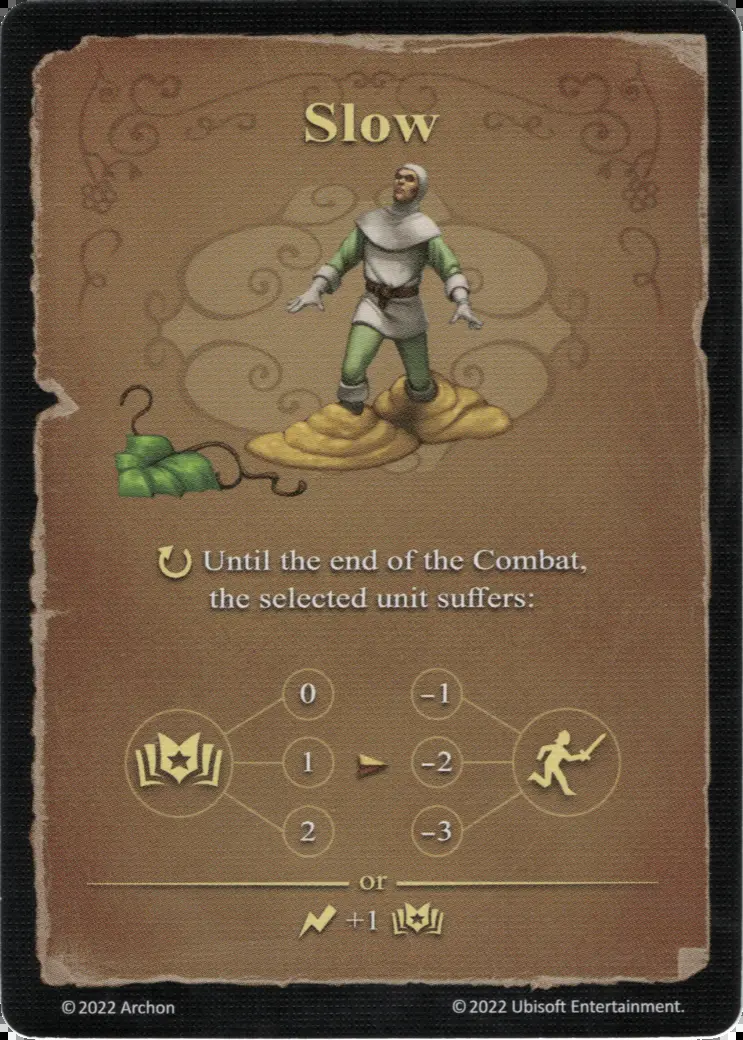 Slow
Until the end of the Combat,
the selected unit suffers:
0 –1
1 –2
2 –3
or
+1
© 2022 Archon © 2022 Ubisoft Entertainment.